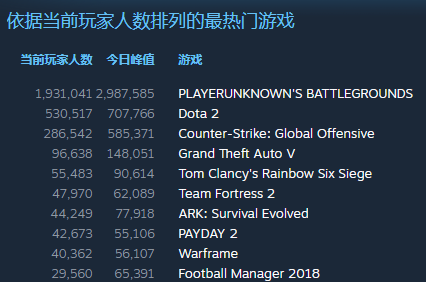 依据当前玩家人数排列的最热门游戏
当前玩家人数 今日峰值 游戏
1,931,041 2,987,585 PLAYERUNKNOWN'S BATTLEGROUNDS
530,517 707,766 Dota 2
286,542 585,371 Counter-Strike: Global Offensive
96,638 148,051 Grand Theft Auto V
55,483 90,614 Tom Clancy's Rainbow Six Siege
47,970 62,089 Team Fortress 2
44,249 77,918 ARK: Survival Evolved
42,673 55,106 PAYDAY 2
40,362 56,107 Warframe
29,560 65,391 Football Manager 2018